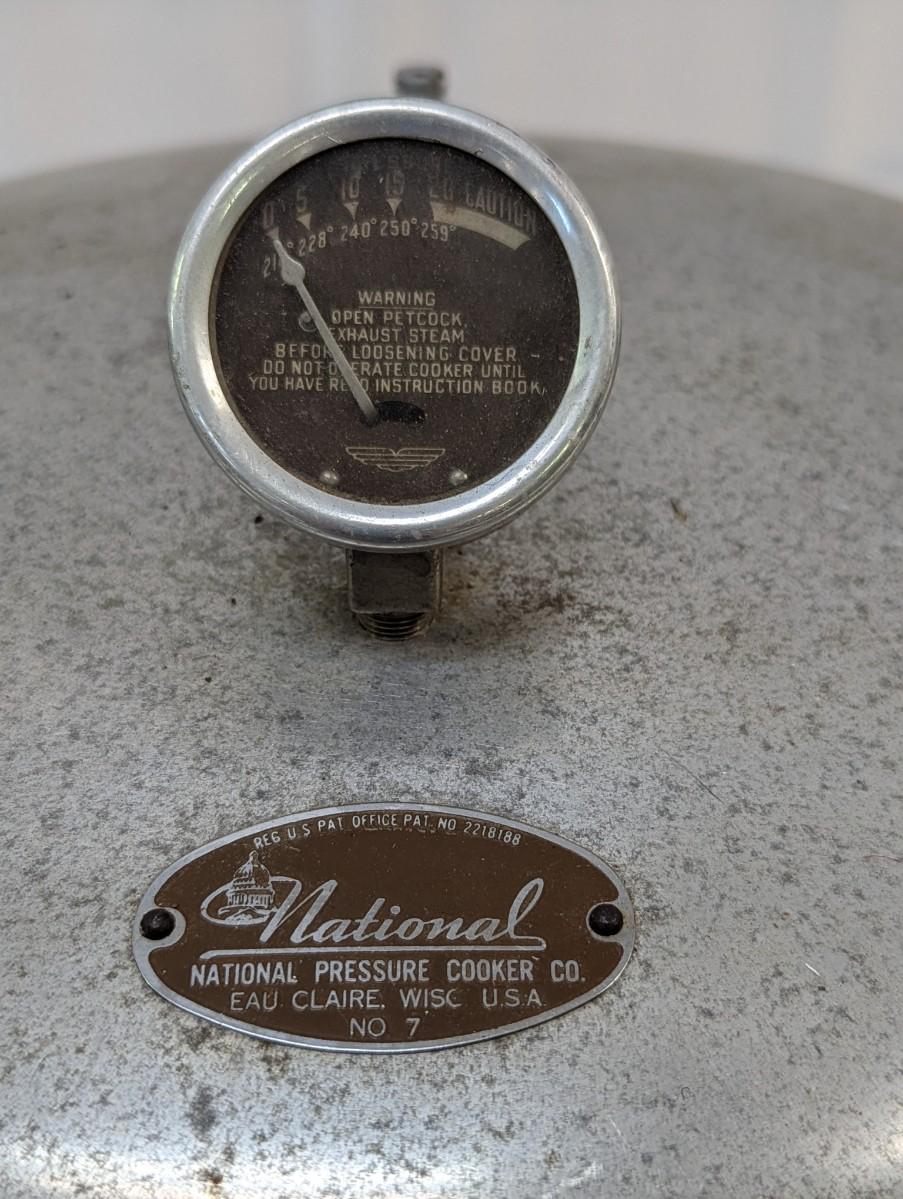 0 5 10 15 20 CAUTION
228° 240° 250° 259°
WARNING
OPEN PETCOCK
EXHAUST STEAM
BEFORE LOOSENING COVER
DO NOT OPERATE COOKER UNTIL
YOU HAVE READ INSTRUCTION BOOK.
REG U.S PAT OFFICE PAT. NO 2218188
National
NATIONAL PRESSURE COOKER CO.
EAU CLAIRE, WISC U.S.A.
NO 7